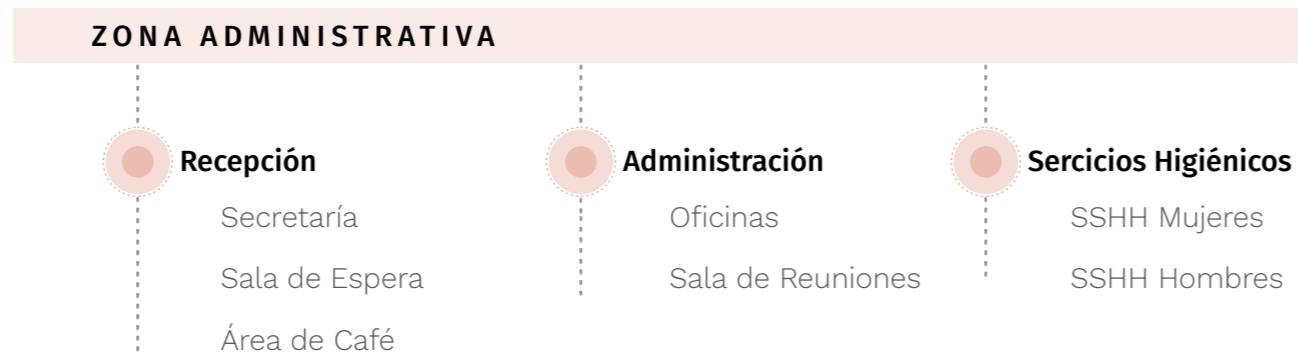 ZONA ADMINISTRATIVA
Recepción
Secretaría
Sala de Espera
Área de Café
Administración
Oficinas
Sala de Reuniones
Sercicios Higiénicos
SSHH Mujeres
SSHH Hombres